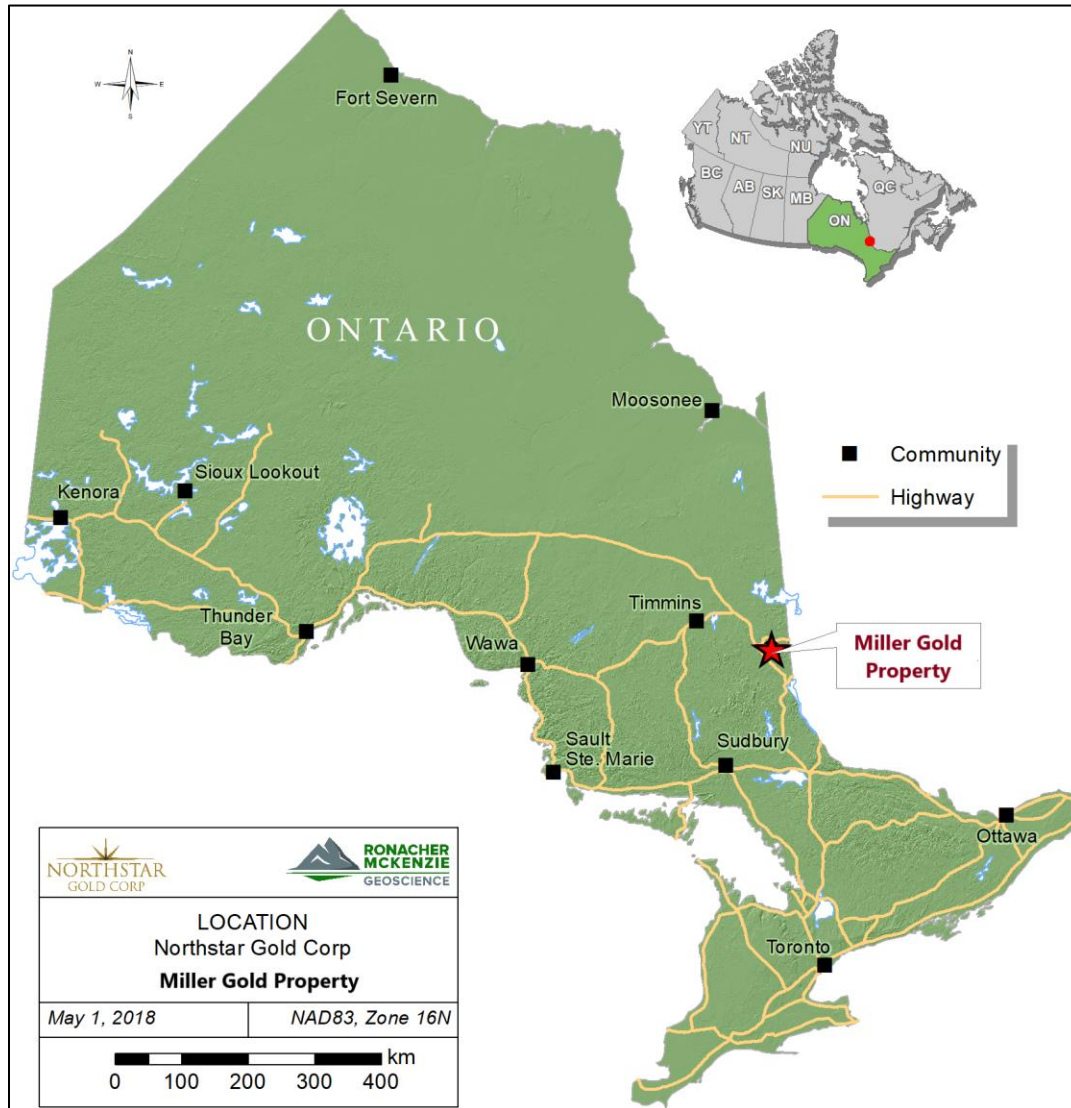 N
W
E
S
Fort Severn
YT
NT
NU
BC
AB
SK
MB
QC
ON
ONTARIO
Moosonee
Community
Highway
Sioux Lookout
Kenora
Thunder
Bay
Timmins
Wawa
Miller Gold
Property
Sault
Ste. Marie
Sudbury
Ottawa
Toronto
NORTHSTAR
GOLD CORP
RONACHER
MCKENZIE
GEOSCIENCE
LOCATION
Northstar Gold Corp
Miller Gold Property
May 1, 2018
NAD83, Zone 16N
km
0 100 200 300 400